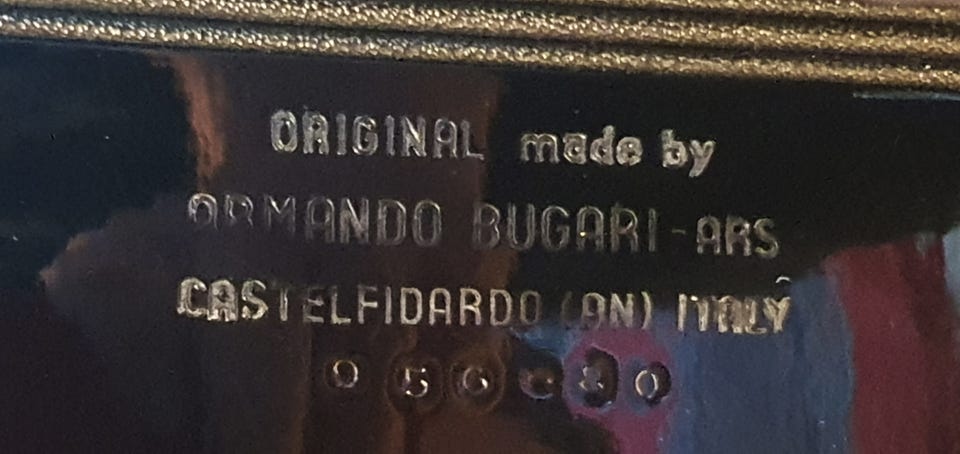 ORIGINAL made by
ARMANDO BUGARI-ARS
CASTELFIDARDO (AN) ITALY